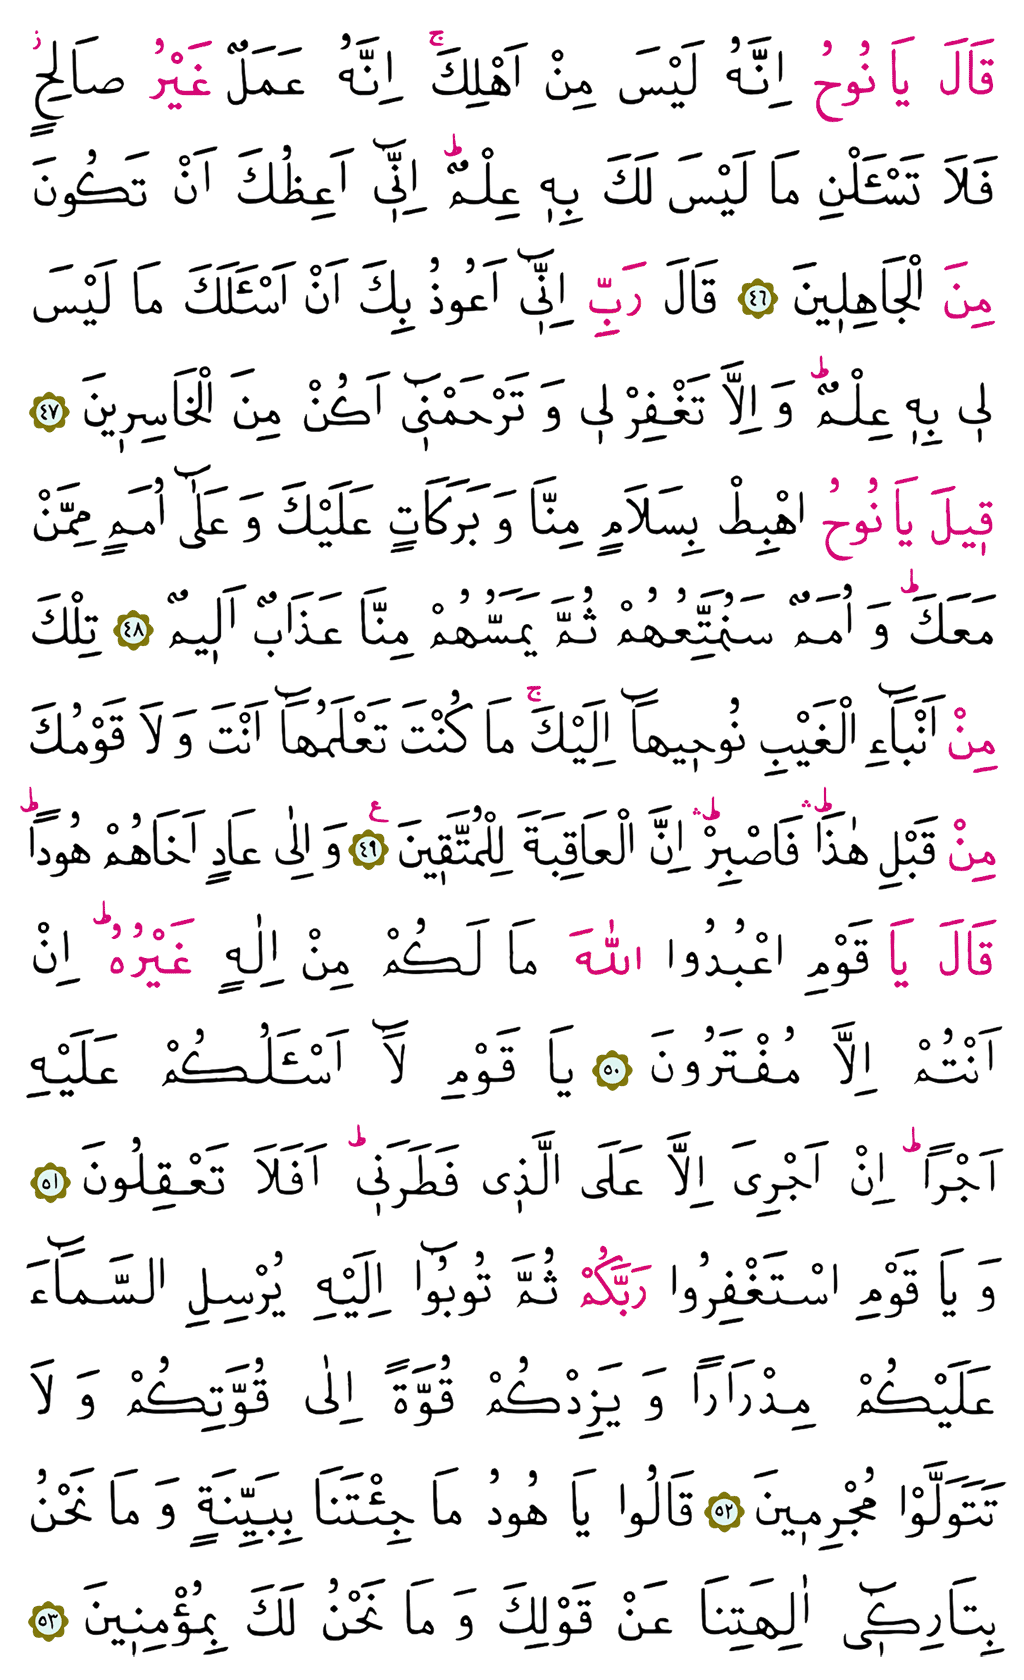 قَالَ يَا نُوحُ اِنَّهُ لَيْسَ مِنْ اَهْلِكَۚ اِنَّهُ عَمَلٌ غَيْرُ صَالِحٍۘ
فَلَا تَسْـَٔلْنِ مَا لَيْسَ لَكَ بِهٖ عِلْمٌۜ اِنّٖٓى اَعِظُكَ اَنْ تَكُونَ
مِنَ الْجَاهِلٖينَ ﴿٤٦﴾ قَالَ رَبِّ اِنّٖٓى اَعُوذُ بِكَ اَنْ اَسْـَٔلَكَ مَا لَيْسَ
لٖى بِهٖ عِلْمٌۜ وَ اِلَّا تَغْفِرْ لٖى وَ تَرْحَمْنٖٓى اَكُنْ مِنَ الْخَاسِرٖينَ ﴿٤٧﴾
قٖيلَ يَا نُوحُ اهْبِطْ بِسَلَامٍ مِنَّا وَ بَرَكَاتٍ عَلَيْكَ وَ عَلٰٓى اُمَمٍ مِمَّنْ
مَعَكَۜ وَ اُمَمٌ سَنُمَتِّعُهُمْ ثُمَّ يَمَسُّهُمْ مِنَّا عَذَابٌ اَلٖيمٌ ﴿٤٨﴾ تِلْكَ
مِنْ اَنْبَٓاءِ الْغَيْبِ نُوحٖيهَٓا اِلَيْكَۚ مَا كُنْتَ تَعْلَمُهَٓا اَنْتَ وَ لَا قَوْمُكَ
مِنْ قَبْلِ هٰذَاۜۛ فَاصْبِرْۜۛ اِنَّ الْعَاقِبَةَ لِلْمُتَّقٖينَ ﴿٤٩﴾ ع وَ اِلٰى عَادٍ اَخَاهُمْ هُودًاۜ
قَالَ يَا قَوْمِ اعْبُدُوا اللّٰهَ مَا لَكُمْ مِنْ اِلٰهٍ غَيْرُهُۜ اِنْ
اَنْتُمْ اِلَّا مُفْتَرُونَ ﴿٥٠﴾ يَا قَوْمِ لَٓا اَسْـَٔلُكُمْ عَلَيْهِ
اَجْرًاۜ اِنْ اَجْرِىَ اِلَّا عَلَى الَّذٖى فَطَرَنٖىۜ اَفَلَا تَعْقِلُونَ ﴿٥١﴾
وَ يَا قَوْمِ اسْتَغْفِرُوا رَبَّكُمْ ثُمَّ تُوبُٓوا اِلَيْهِ يُرْسِلِ السَّمَٓاءَ
عَلَيْكُمْ مِدْرَارًا وَ يَزِدْكُمْ قُوَّةً اِلٰى قُوَّتِكُمْ وَ لَا
تَتَوَلَّوْا مُجْرِمٖينَ ﴿٥٢﴾ قَالُوا يَا هُودُ مَا جِئْتَنَا بِبَيِّنَةٍ وَ مَا نَحْنُ
بِتَارِكٖٓى اٰلِهَتِنَا عَنْ قَوْلِكَ وَ مَا نَحْنُ لَكَ بِمُؤْمِنٖينَ ﴿٥٣﴾